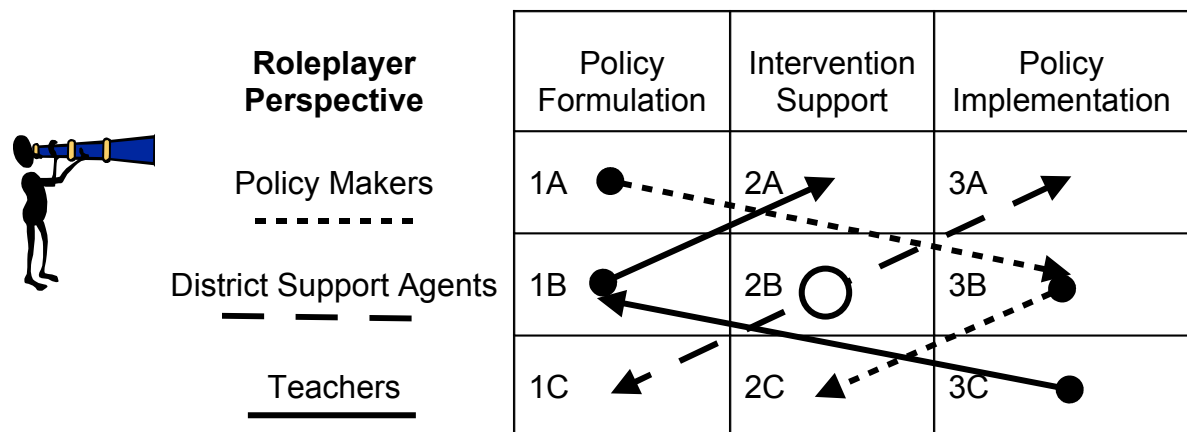 Roleplayer
Perspective
Policy
Formulation
Intervention
Support
Policy
Implementation
Policy Makers
1A
2A
3A
District Support Agents
1B
2B
3B
Teachers
1C
2C
3C